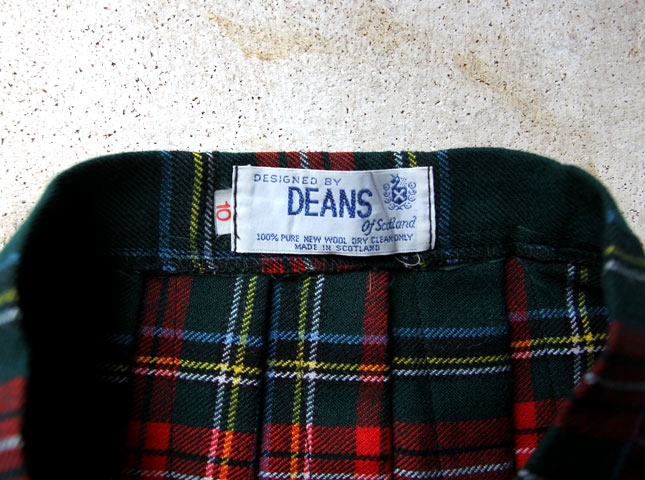 DESIGNED BY
DEANS
Of Scotland
100% PURE NEW WOOL DRY CLEAN ONLY
MADE IN SCOTLAND
10